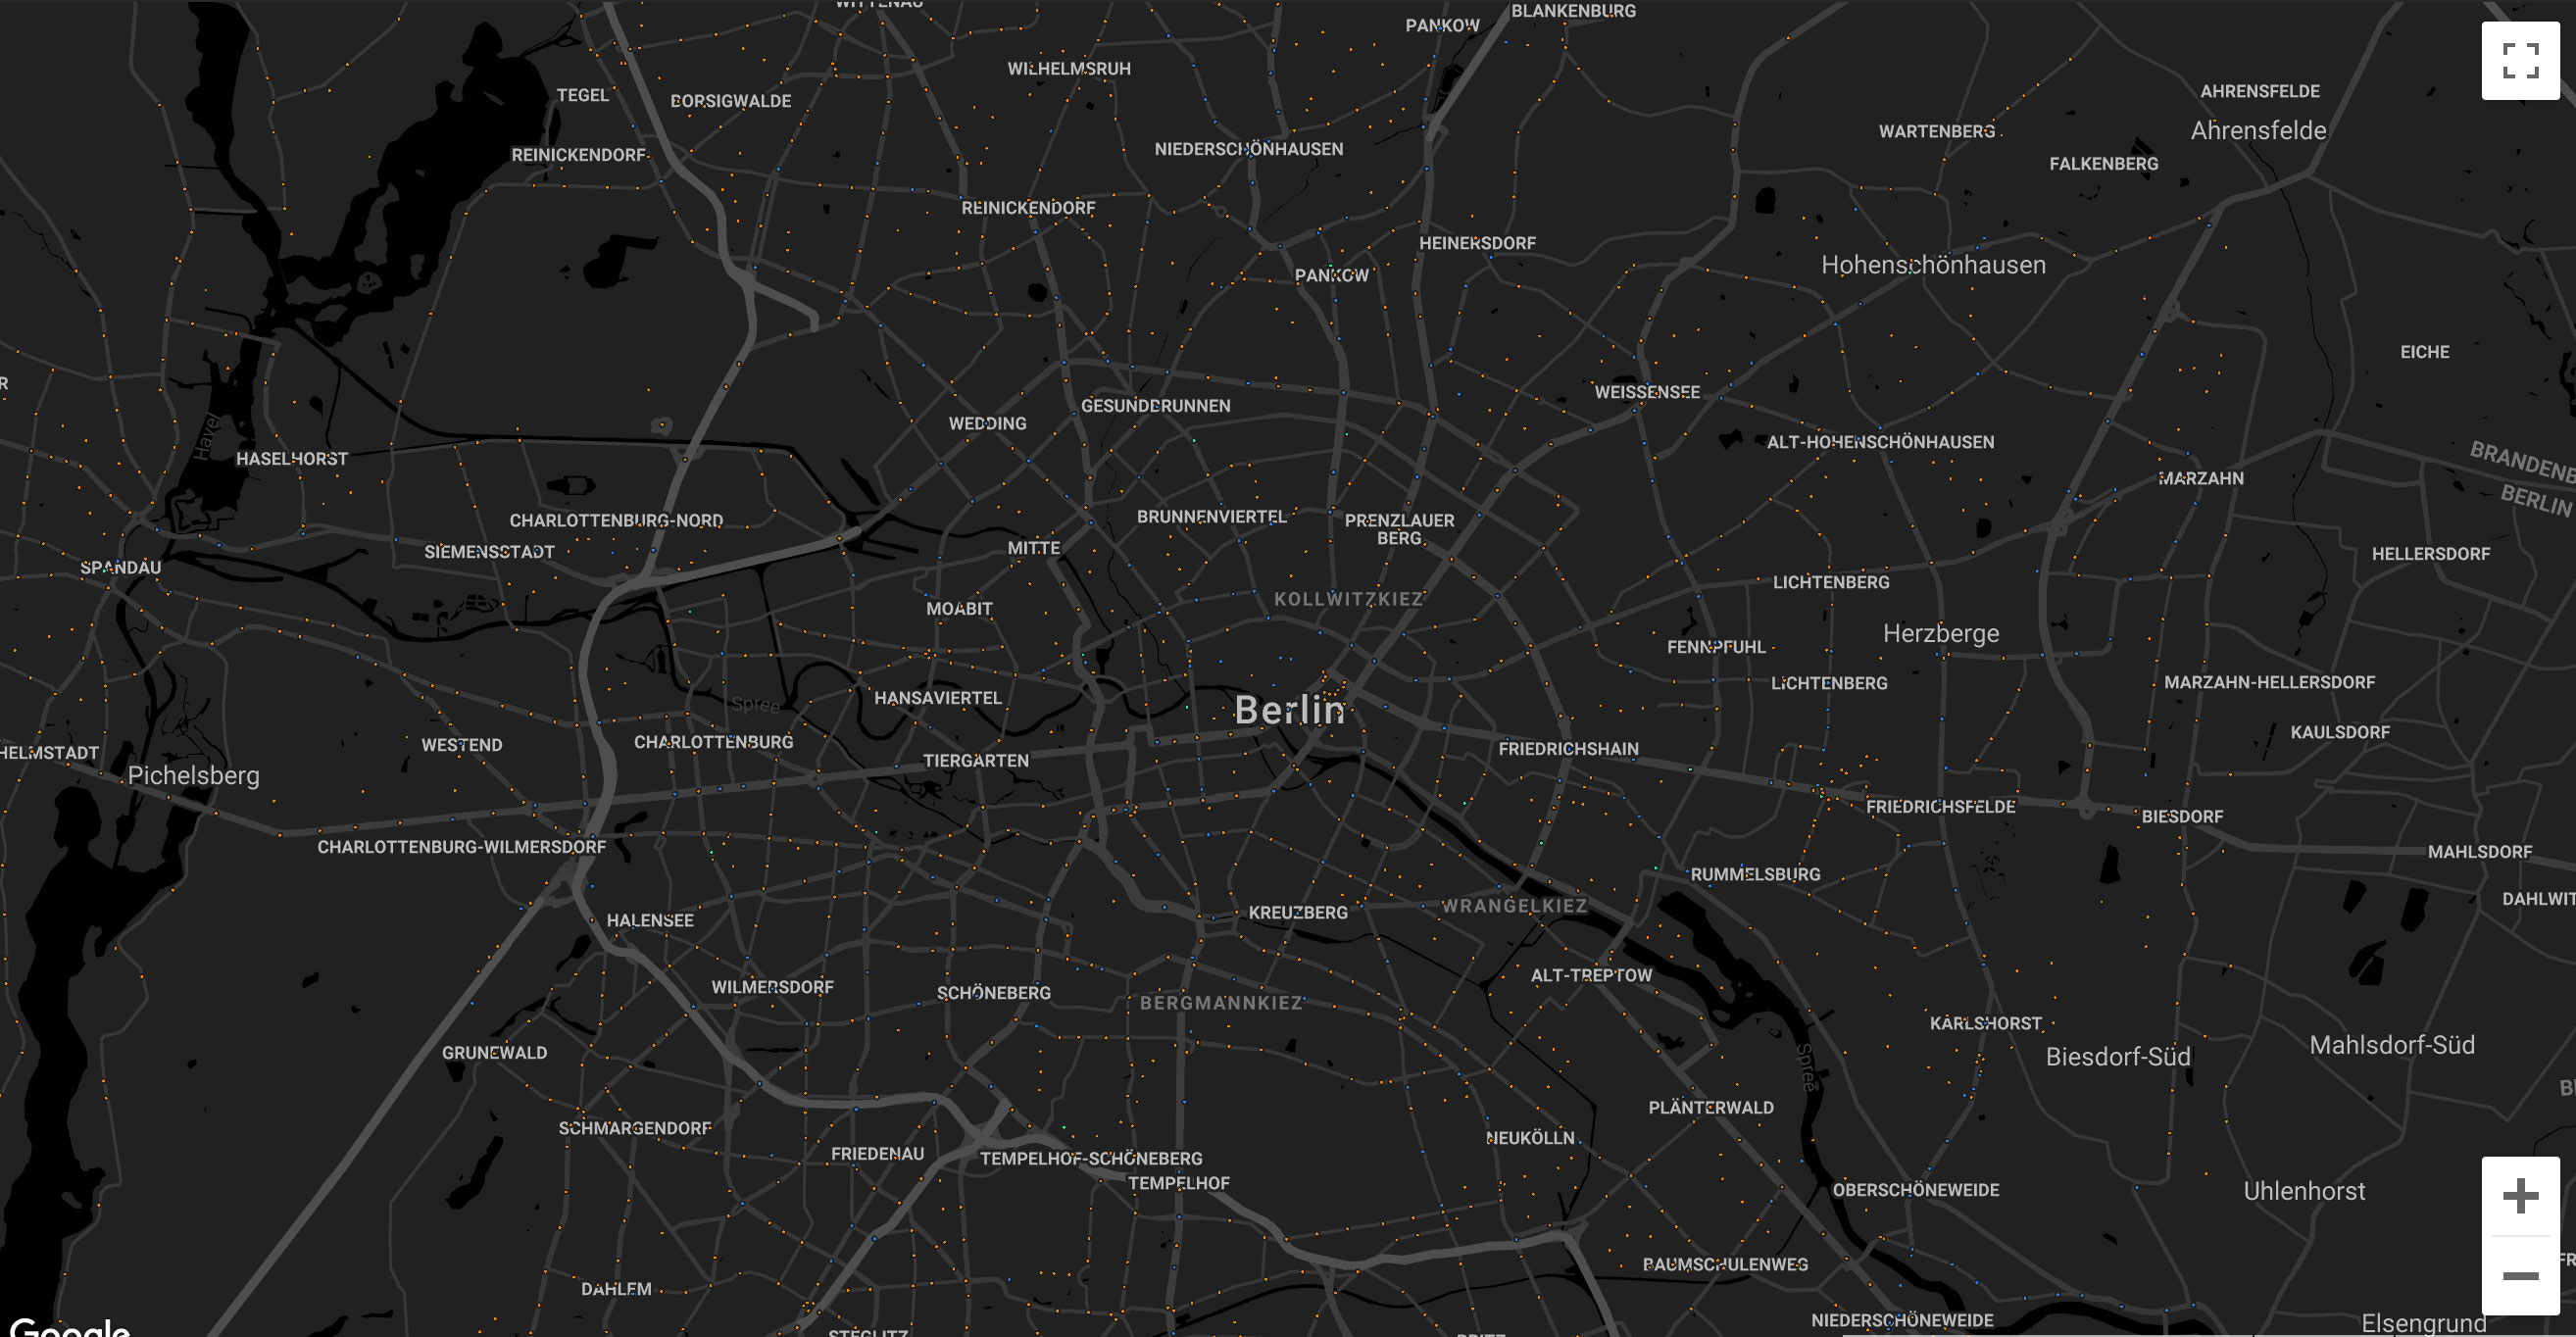 WITTENAU
PANKOW
BLANKENBURG
WILHELMSRUH
TEGEL
BORSIGWALDE
AHRENSFELDE
Ahrensfelde
WARTENBERG
NIEDERSCHÖNHAUSEN
REINICKENDORF
FALKENBERG
REINICKENDORF
HEINERSDORF
Hohenschönhausen
PANKOW
EICHE
R
WEISSENSEE
GESUNDBRUNNEN
WEDDING
Havel
ALT-HOHENSCHÖNHAUSEN
HASELHORST
BRANDENB
MARZAHN
BERLIN
BRUNNENVIERTEL
CHARLOTTENBURG-NORD
PRENZLAUER
BERG
MITTE
SIEMENSSTADT
HELLERSDORF
SPANDAU
LICHTENBERG
KOLLWITZKIEZ
MOABIT
Herzberge
FENNPFUHL
LICHTENBERG
MARZAHN-HELLERSDORF
HANSAVIERTEL
Spree
Berlin
KAULSDORF
CHARLOTTENBURG
WESTEND
FRIEDRICHSHAIN
HELMSTADT
TIERGARTEN
Pichelsberg
FRIEDRICHSFELDE
BIESDORF
CHARLOTTENBURG-WILMERSDORF
MAHLSDORF
RUMMELSBURG
DAHLWIT
WRANGELKIEZ
KREUZBERG
HALENSEE
ALT-TREPTOW
WILMERSDORF
SCHÖNEBERG
BERGMANNKIEZ
KARLSHORST
Mahlsdorf-Süd
GRUNEWALD
Biesdorf-Süd
Spree
BE
PLÄNTERWALD
SCHMARGENDORF
NEUKÖLLN
FRIEDENAU
TEMPELHOF-SCHÖNEBERG
TEMPELHOF
OBERSCHÖNEWEIDE
Uhlenhorst
FR
BAUMSCHULENWEG
DAHLEM
NIEDERSCHÖNEWEIDE
Elsengrund
Google
STEGLITZ
BRITZ